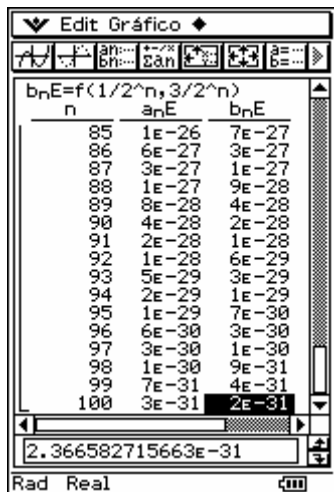 Edit Gráfico
bnE=f(1/2^n,3/2^n)
n anE bnE
85 1E-26 7E-27
86 6E-27 3E-27
87 3E-27 1E-27
88 1E-27 9E-28
89 8E-28 4E-28
90 4E-28 2E-28
91 2E-28 1E-28
92 1E-28 6E-29
93 5E-29 3E-29
94 2E-29 1E-29
95 1E-29 7E-30
96 6E-30 3E-30
97 3E-30 1E-30
98 1E-30 9E-31
99 7E-31 4E-31
100 3E-31 2E-31
2.366582715663E-31
Rad Real